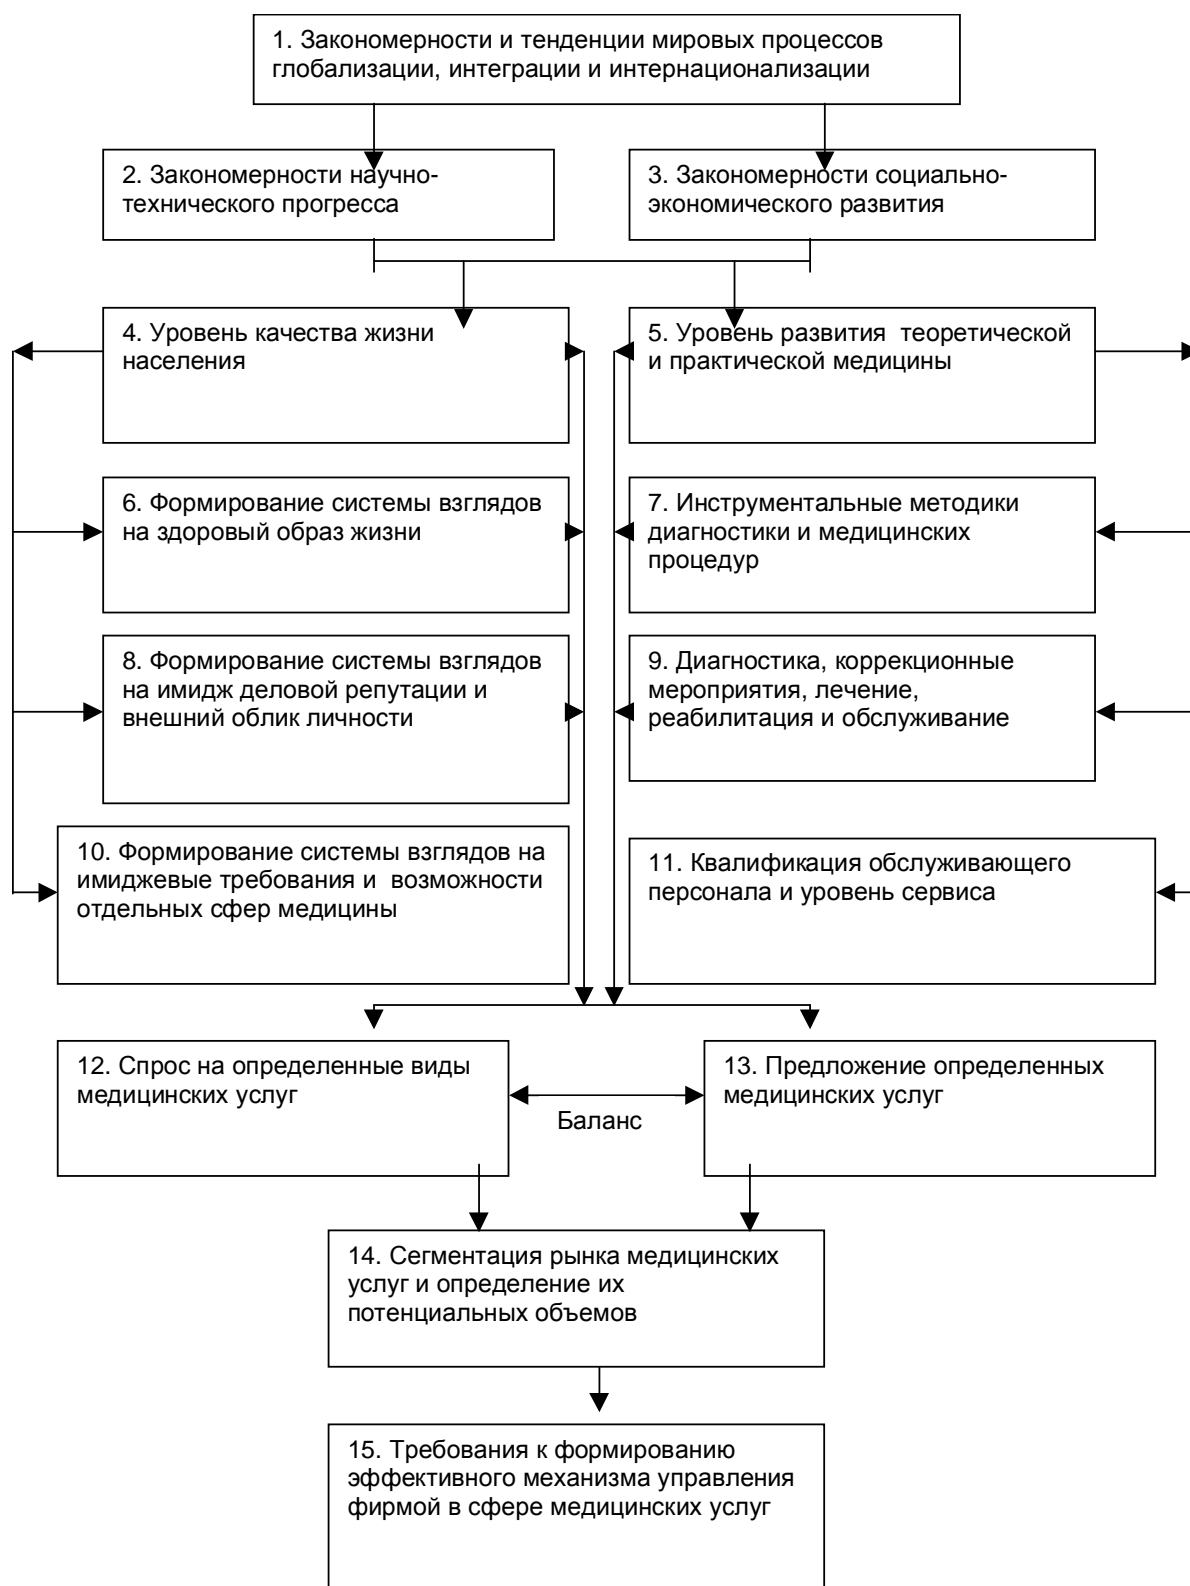 1. Закономерности и тенденции мировых процессов
глобализации, интеграции и интернационализации
2. Закономерности научно-
технического прогресса
3. Закономерности социально-
экономического развития
4. Уровень качества жизни
населения
5. Уровень развития теоретической
и практической медицины
6. Формирование системы взглядов
на здоровый образ жизни
7. Инструментальные методики
диагностики и медицинских
процедур
8. Формирование системы взглядов
на имидж деловой репутации и
внешний облик личности
9. Диагностика, коррекционные
мероприятия, лечение,
реабилитация и обслуживание
10. Формирование системы взглядов на
имиджевые требования и возможности
отдельных сфер медицины
11. Квалификация обслуживающего
персонала и уровень сервиса
12. Спрос на определенные виды
медицинских услуг
Баланс
13. Предложение определенных
медицинских услуг
14. Сегментация рынка медицинских
услуг и определение их
потенциальных объемов
15. Требования к формированию
эффективного механизма управления
фирмой в сфере медицинских услуг